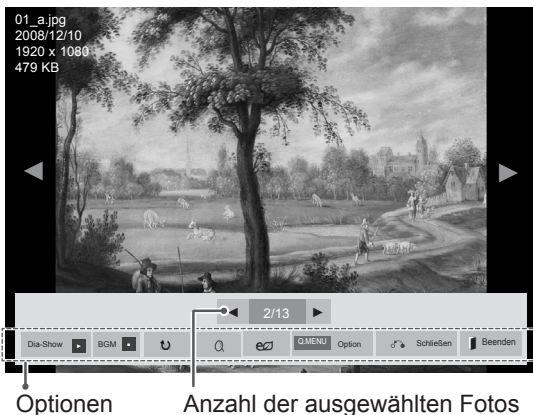 01_a.jpg
2008/12/10
1920 x 1080
479 KB
2/13
Dia-Show BGM Q.MENU Option Schließen Beenden
Optionen Anzahl der ausgewählten Fotos